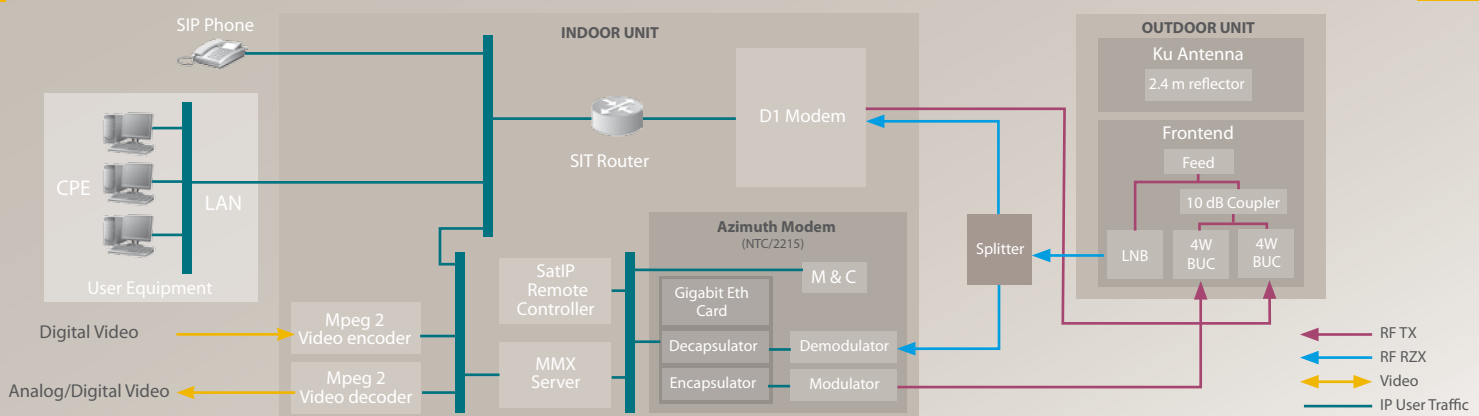 SIP Phone
INDOOR UNIT
OUTDOOR UNIT
Ku Antenna
2.4 m reflector
D1 Modem
SIT Router
Frontend
Feed
10 dB Coupler
LNB
4W
BUC
4W
BUC
CPE
LAN
User Equipment
Splitter
Azimuth Modem
(NTC/2215)
M & C
SatIP
Remote
Controller
Gigabit Eth
Card
Decapsulator
Demodulator
Encapsulator
Modulator
MMX
Server
Digital Video
Mpeg 2
Video encoder
Analog/Digital Video
Mpeg 2
Video decoder
RF TX
RF RZX
Video
IP User Traffic